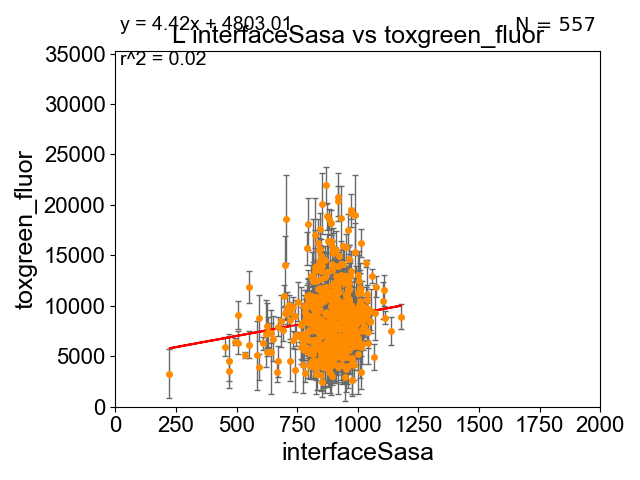 y = 4.42x + 4803.01
N = 557
L interfaceSasa vs toxgreen_fluor
r^2 = 0.02
35000
30000
25000
20000
15000
10000
5000
0
toxgreen_fluor
0 250 500 750 1000 1250 1500 1750 2000
interfaceSasa